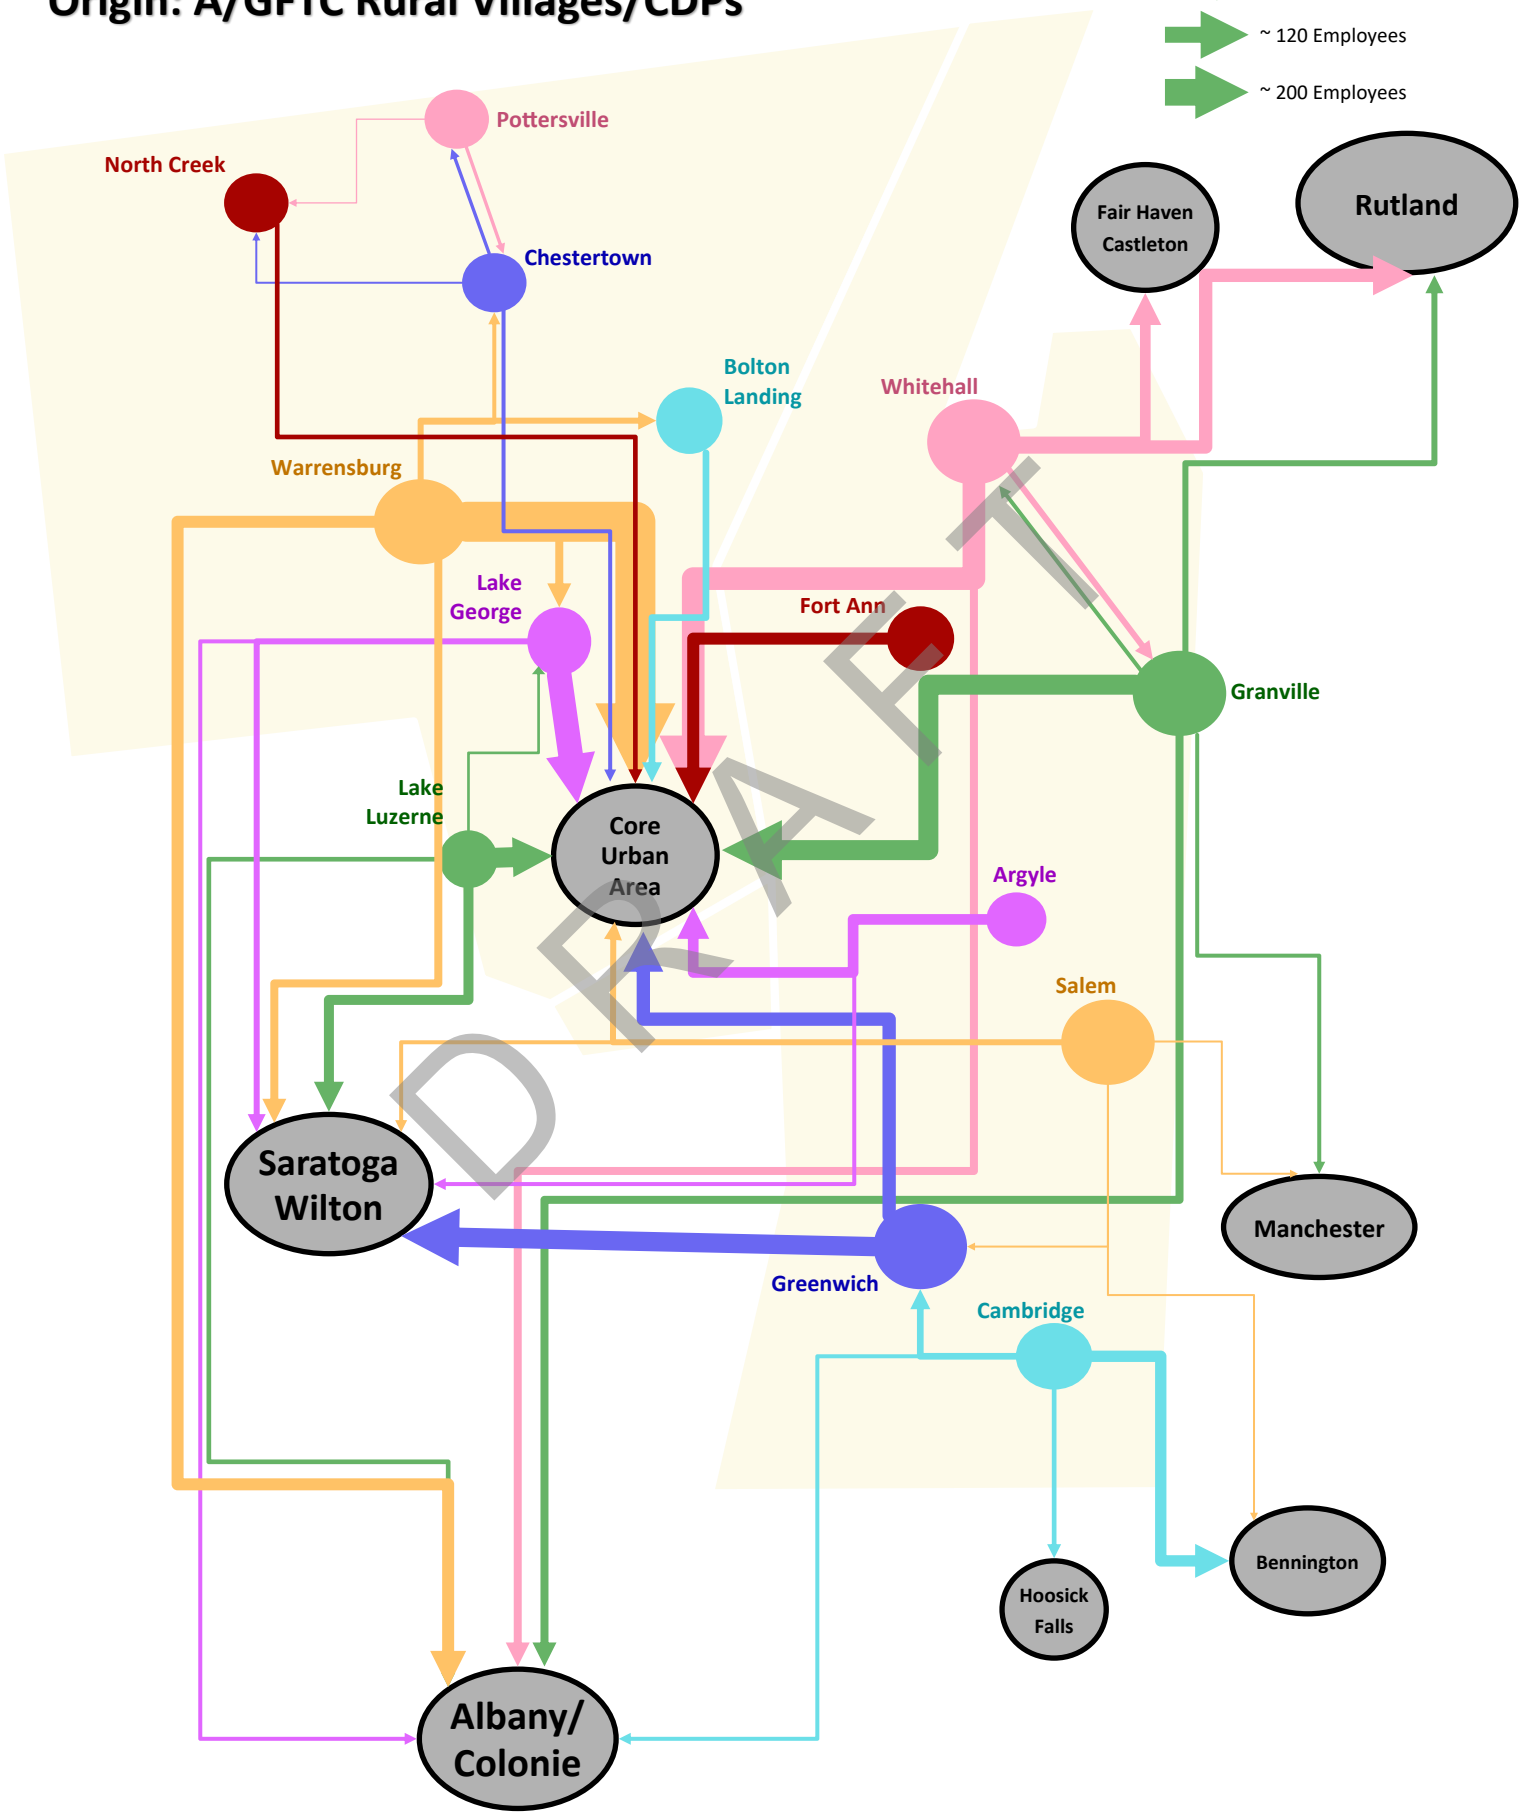 Origin: A/GFTC Rural Villages/CDPs
~ 120 Employees
~ 200 Employees
Pottersville
North Creek
Rutland
Fair Haven
Castleton
Chestertown
Bolton
Landing
Whitehall
Warrensburg
Lake
George
Fort Ann
Granville
Lake
Luzerne
Core
Urban
Area
Argyle
Salem
Saratoga
Wilton
Manchester
Greenwich
Cambridge
Bennington
Hoosick
Falls
Albany/
Colonie
DRAFT